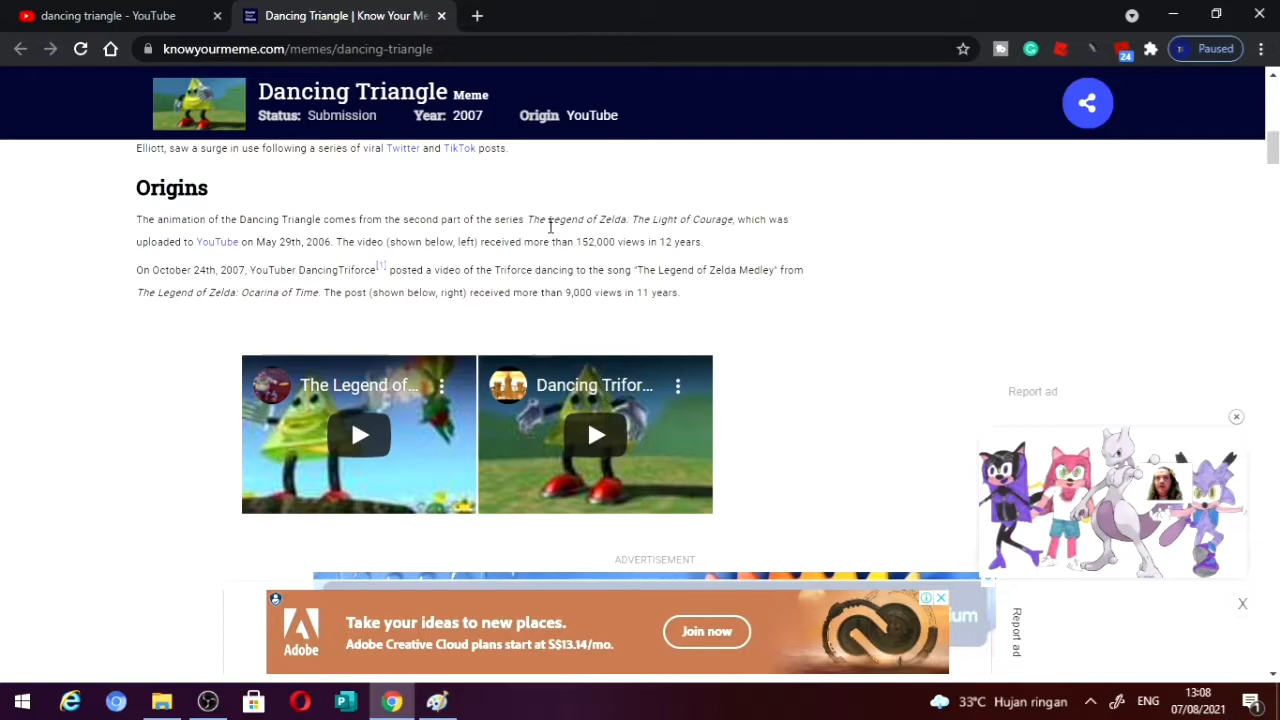 dancing triangle - YouTube
Dancing Triangle | Know Your Me
knowyourmeme.com/memes/dancing-triangle
24
Paused
Dancing Triangle Meme
Status: Submission Year: 2007 Origin YouTube
Elliott, saw a surge in use following a series of viral Twitter and TikTok posts.
Origins
The animation of the Dancing Triangle comes from the second part of the series The Legend of Zelda: The Light of Courage, which was
uploaded to YouTube on May 29th, 2006. The video (shown below, left) received more than 152,000 views in 12 years.
On October 24th, 2007, YouTuber DancingTriforce[1] posted a video of the Triforce dancing to the song "The Legend of Zelda Medley" from
The Legend of Zelda: Ocarina of Time. The post (shown below, right) received more than 9,000 views in 11 years.
The Legend of...
Dancing Trifor...
Report ad
ADVERTISEMENT
Adobe
Take your ideas to new places.
Adobe Creative Cloud plans start at S$13.14/mo.
Join now
ium
Report ad
X
33°C Hujan ringan
ENG
13:08
07/08/2021
1